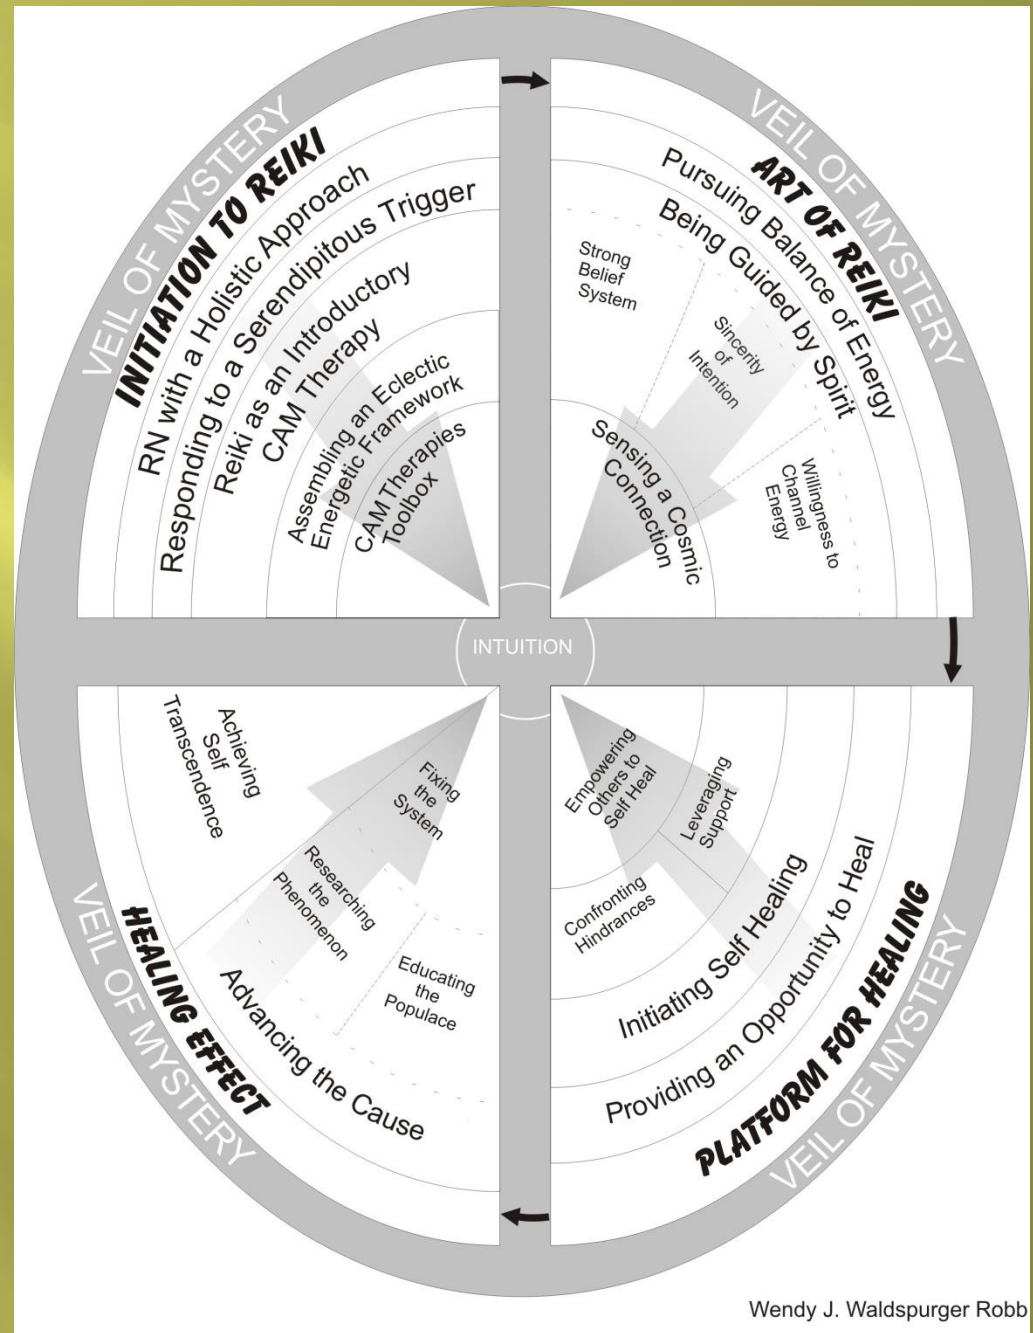 VEIL OF MYSTERY
INITIATION TO REIKI
RN with a Holistic Approach
Responding to a Serendipitous Trigger
Reiki as an Introductory
CAM Therapy
Assembling an Eclectic
Energetic Framework
CAM Therapies
Toolbox
VEIL OF MYSTERY
ART OF REIKI
Pursuing Balance of Energy
Being Guided by Spirit
Strong
Belief
System
Sincerity
of
Intention
Willingness to
Channel
Energy
Sensing a Cosmic
Connection
INTUITION
Empowering
Others to
Self Heal
Leveraging
Support
Confronting
Hindrances
Initiating Self Healing
Providing an Opportunity to Heal
PLATFORM FOR HEALING
VEIL OF MYSTERY
Achieving
Self
Transcendence
Fixing
the
System
Researching
the
Phenomenon
Educating
the
Populace
Advancing the Cause
HEALING EFFECT
VEIL OF MYSTERY
Wendy J. Waldspurger Robb